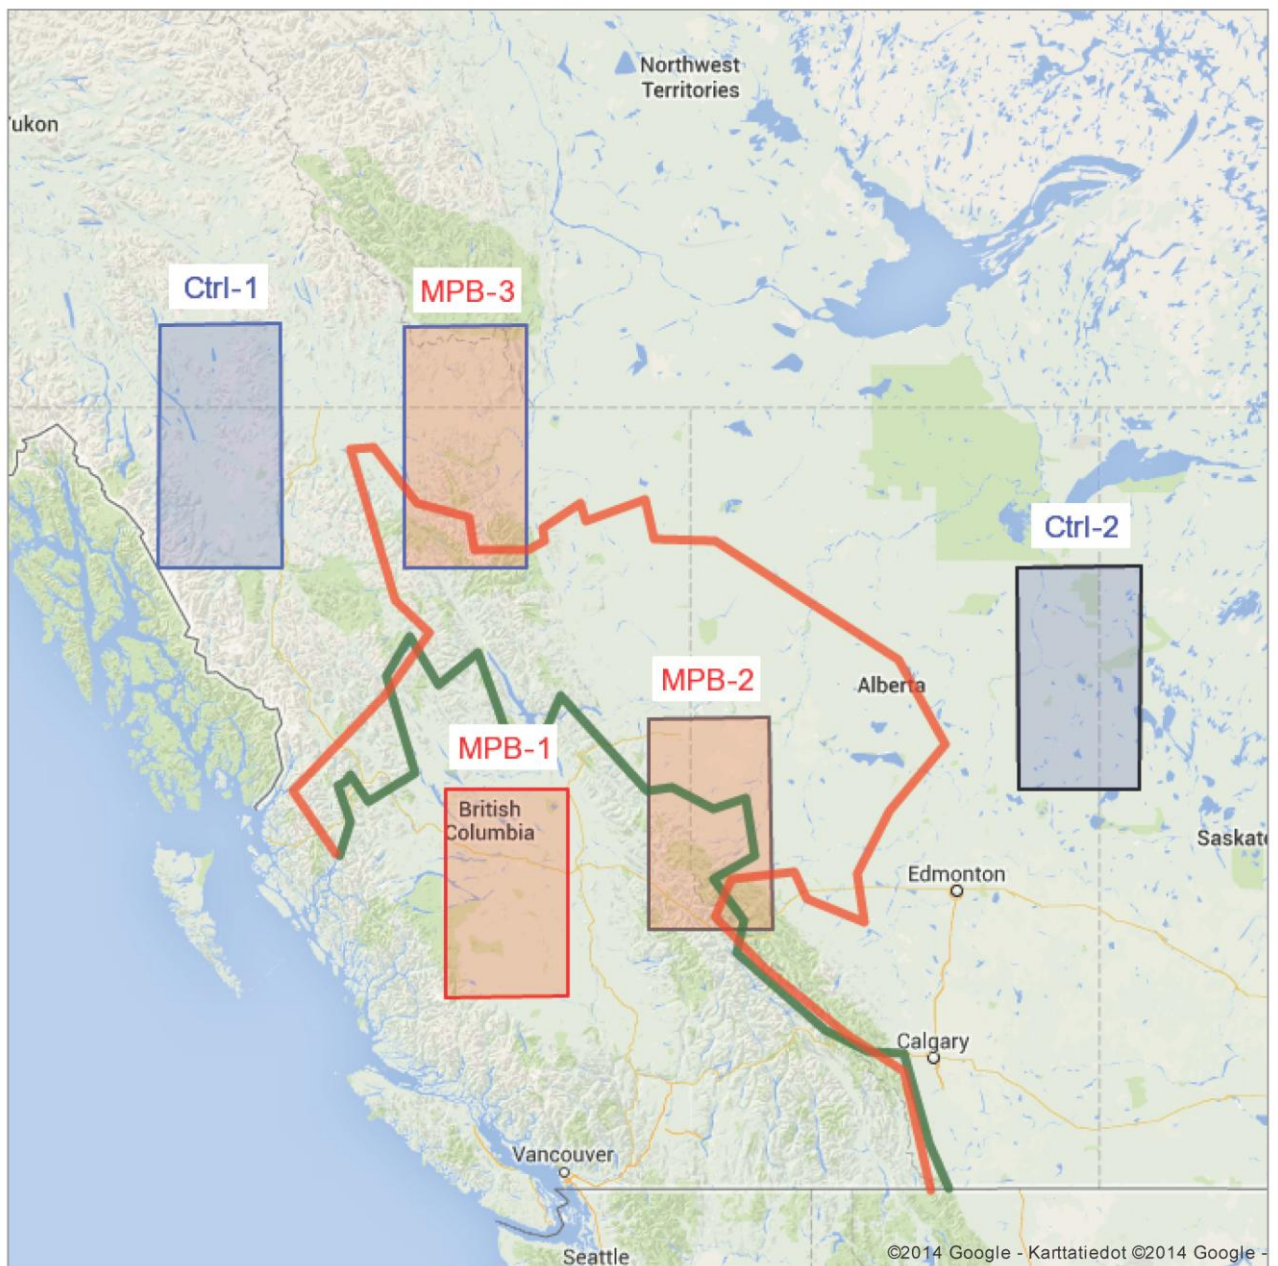 Northwest
Territories
'ukon
Ctrl-1
MPB-3
Ctrl-2
MPB-2
Alberta
MPB-1
British
Columbia
Saskat
Edmonton
Calgary
Vancouver
Seattle
©2014 Google - Karttatiedot ©2014 Google -